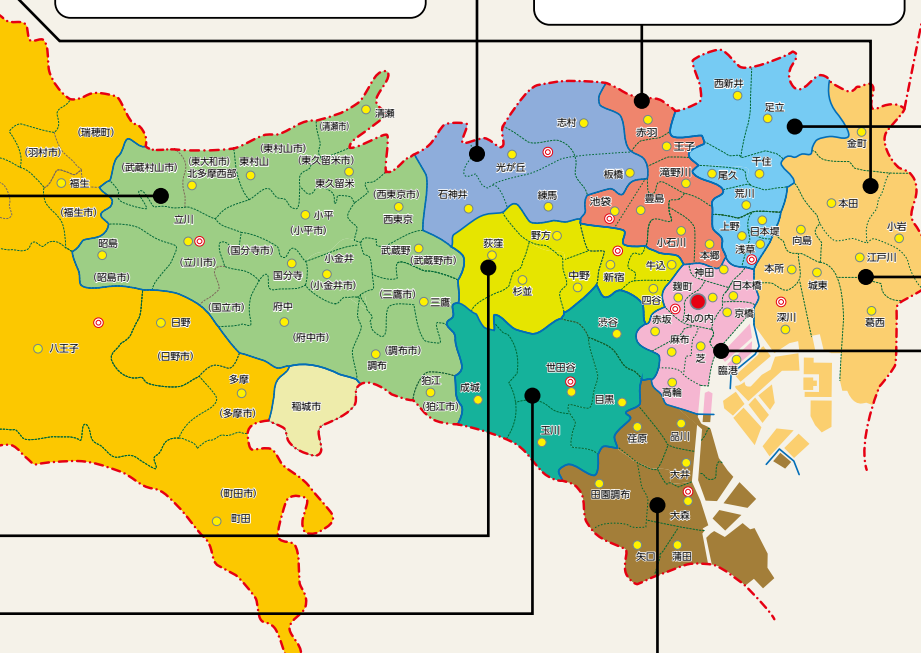 (瑞穂町)
(羽村市)
福生
(福生市)
(武蔵村山市)
(東大和市)
北多摩西部
東村山
(東村山市)
(清瀬市)
清瀬
(東久留米市)
東久留米
(西東京市)
西東京
小平
(小平市)
立川
(立川市)
昭島
(昭島市)
(国分寺市)
国分寺
小金井
(小金井市)
武蔵野
(武蔵野市)
(三鷹市)
三鷹
(国立市)
府中
(府中市)
日野
(日野市)
八王子
多摩
(多摩市)
稲城市
(調布市)
調布
狛江
(狛江市)
(町田市)
町田
志村
光が丘
石神井
練馬
板橋
赤羽
王子
滝野川
池袋
豊島
小石川
本郷
西新井
足立
千住
尾久
荒川
上野
日本堤
浅草
金町
本田
小岩
向島
江戸川
本所
城東
深川
葛西
荻窪
野方
杉並
中野
新宿
牛込
四谷
神田
麹町
日本橋
丸の内
京橋
赤坂
麻布
芝
臨港
高輪
渋谷
世田谷
目黒
成城
玉川
荏原
品川
大井
田園調布
大森
矢口
蒲田